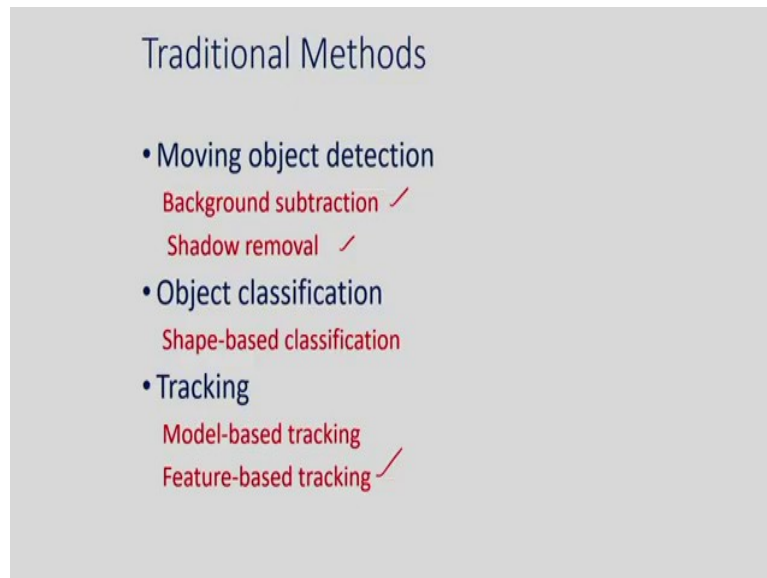 Traditional Methods
• Moving object detection
Background subtraction
Shadow removal
• Object classification
Shape-based classification
• Tracking
Model-based tracking
Feature-based tracking